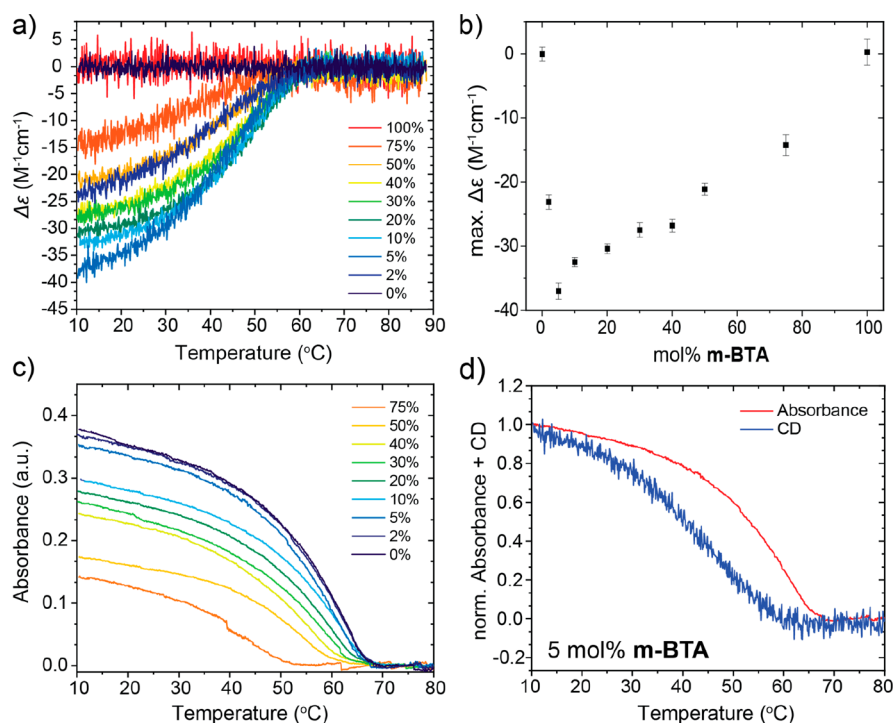 a)
Δε (M⁻¹cm⁻¹)
5
0
-5
-10
-15
-20
-25
-30
-35
-40
-45
10 20 30 40 50 60 70 80 90
Temperature (°C)
100%
75%
50%
40%
30%
20%
10%
5%
2%
0%
b)
max. Δε (M⁻¹cm⁻¹)
0
-10
-20
-30
-40
0 20 40 60 80 100
mol% m-BTA
c)
Absorbance (a.u.)
0.4
0.3
0.2
0.1
0.0
10 20 30 40 50 60 70 80
Temperature (°C)
75%
50%
40%
30%
20%
10%
5%
2%
0%
d)
norm. Absorbance + CD
1.2
1.0
0.8
0.6
0.4
0.2
0.0
-0.2
10 20 30 40 50 60 70 80
Temperature (°C)
Absorbance
CD
5 mol% m-BTA